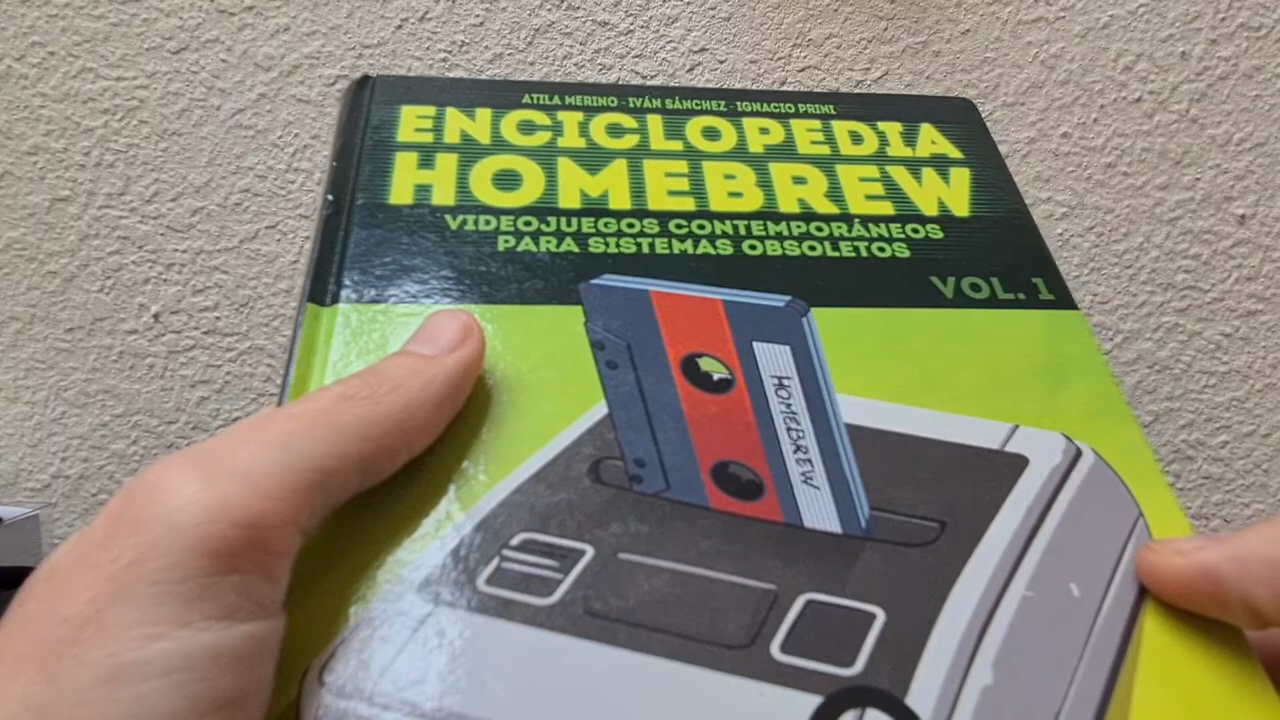 ATILA MERINO - IVÁN SÁNCHEZ - IGNACIO PRINI
ENCICLOPEDIA
HOMEBREW
VIDEOJUEGOS CONTEMPORÁNEOS
PARA SISTEMAS OBSOLETOS
VOL. 1
HOMEBREW